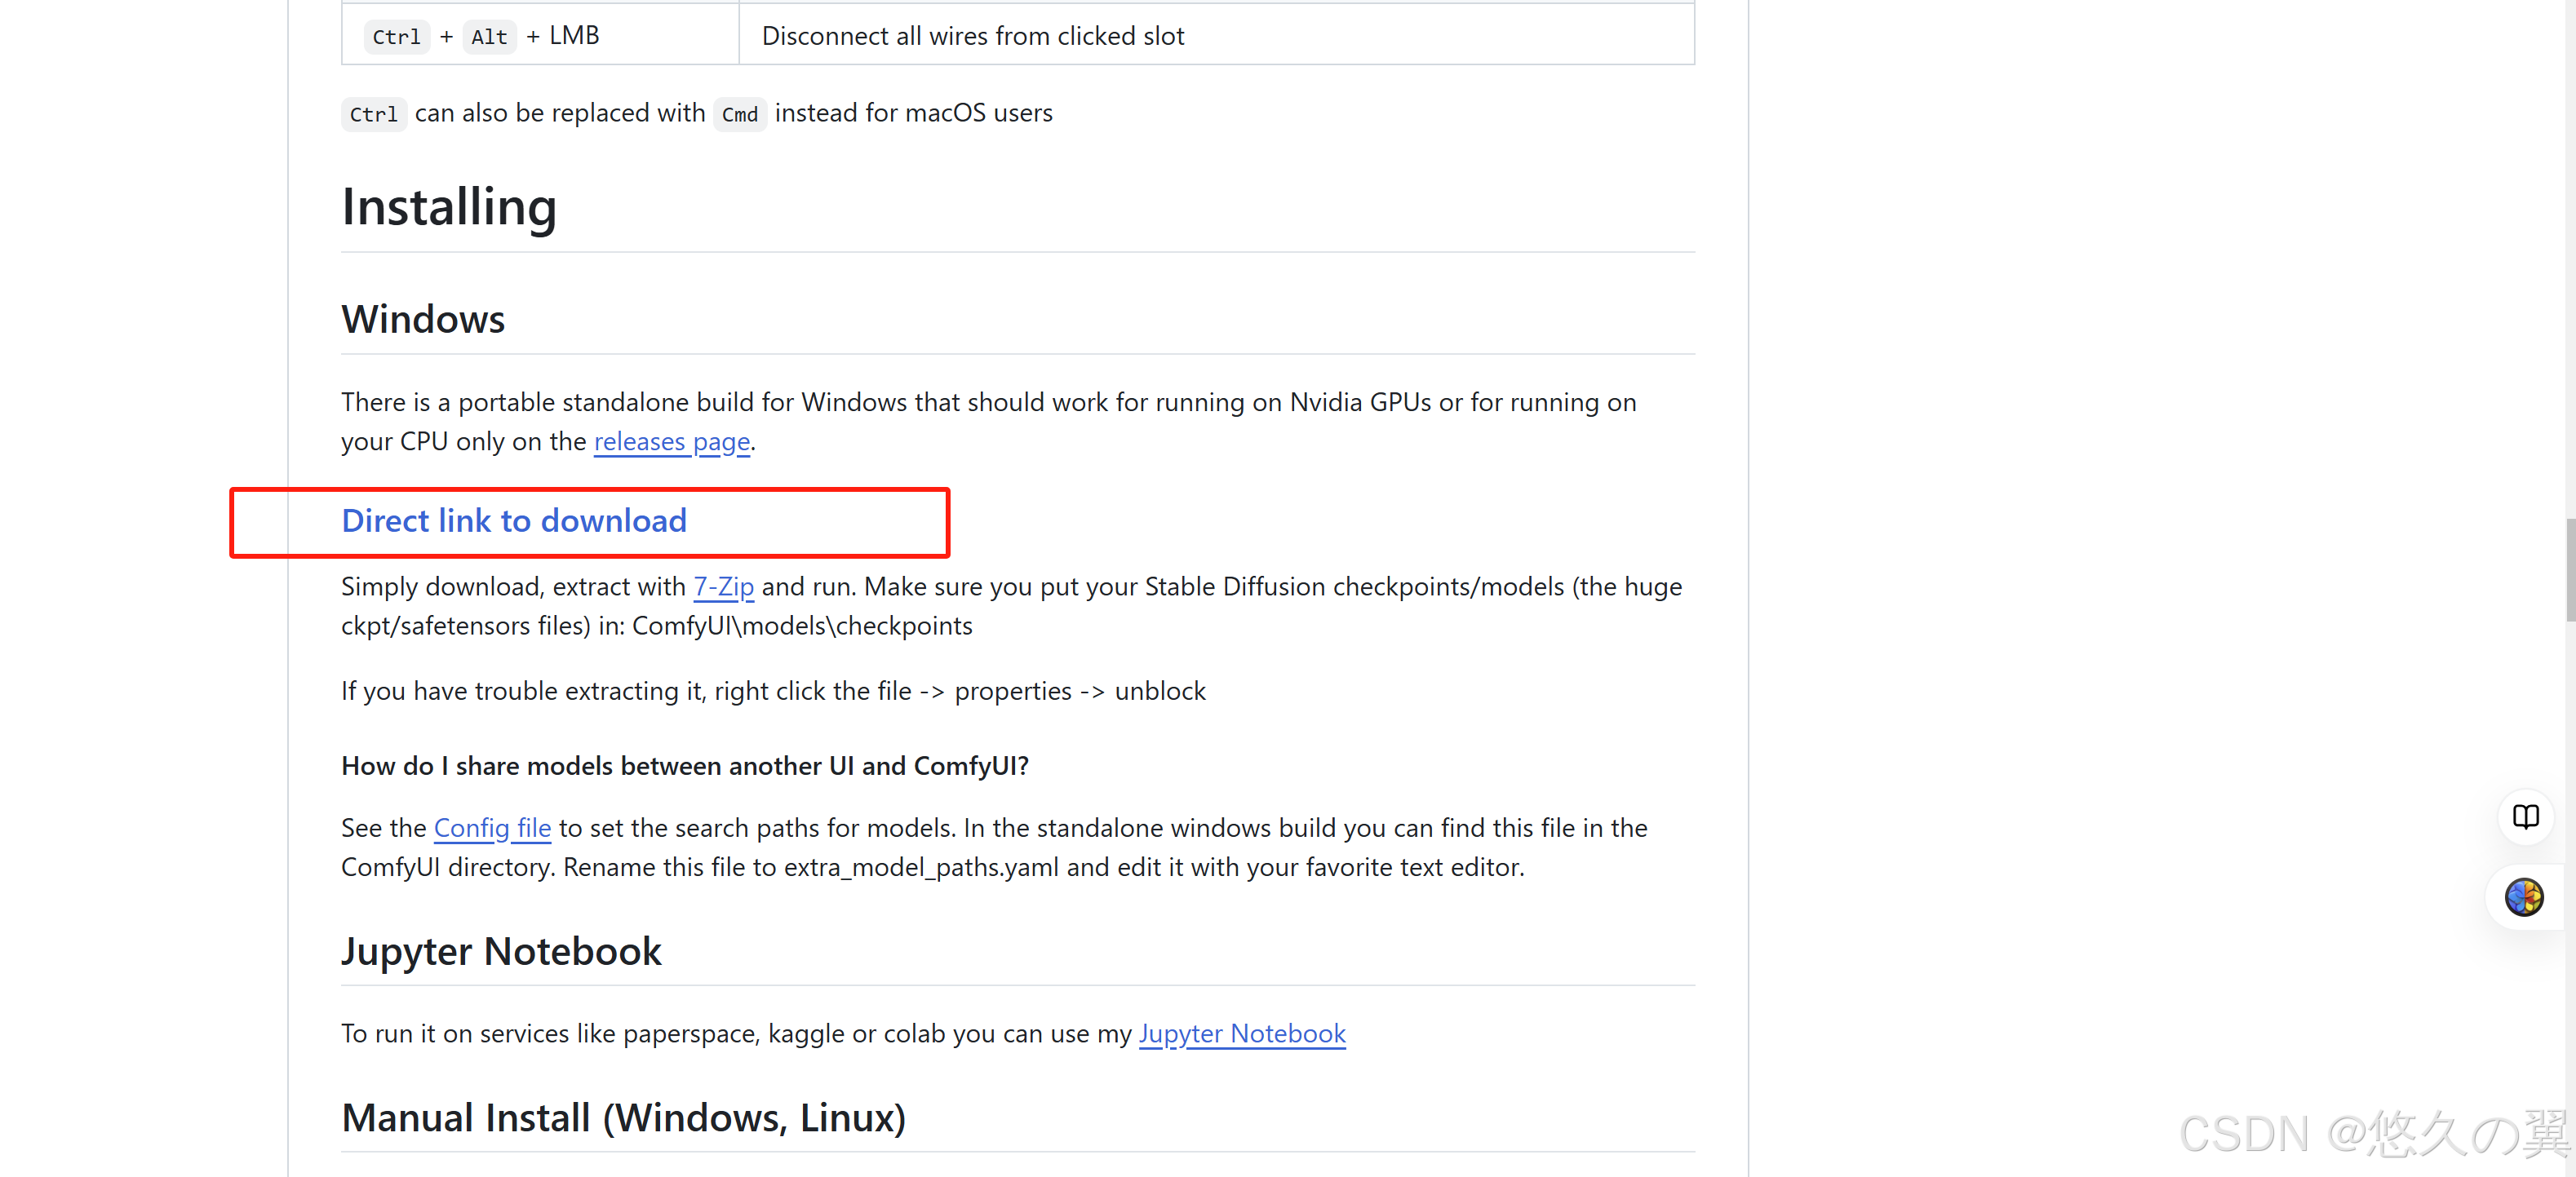 Ctrl + Alt + LMB Disconnect all wires from clicked slot
Ctrl can also be replaced with Cmd instead for macOS users
Installing
Windows
There is a portable standalone build for Windows that should work for running on Nvidia GPUs or for running on
your CPU only on the releases page.
Direct link to download
Simply download, extract with 7-Zip and run. Make sure you put your Stable Diffusion checkpoints/models (the huge
ckpt/safetensors files) in: ComfyUI\models\checkpoints
If you have trouble extracting it, right click the file -> properties -> unblock
How do I share models between another UI and ComfyUI?
See the Config file to set the search paths for models. In the standalone windows build you can find this file in the
ComfyUI directory. Rename this file to extra_model_paths.yaml and edit it with your favorite text editor.
Jupyter Notebook
To run it on services like paperspace, kaggle or colab you can use my Jupyter Notebook
Manual Install (Windows, Linux)
CSDN @悠久の翼